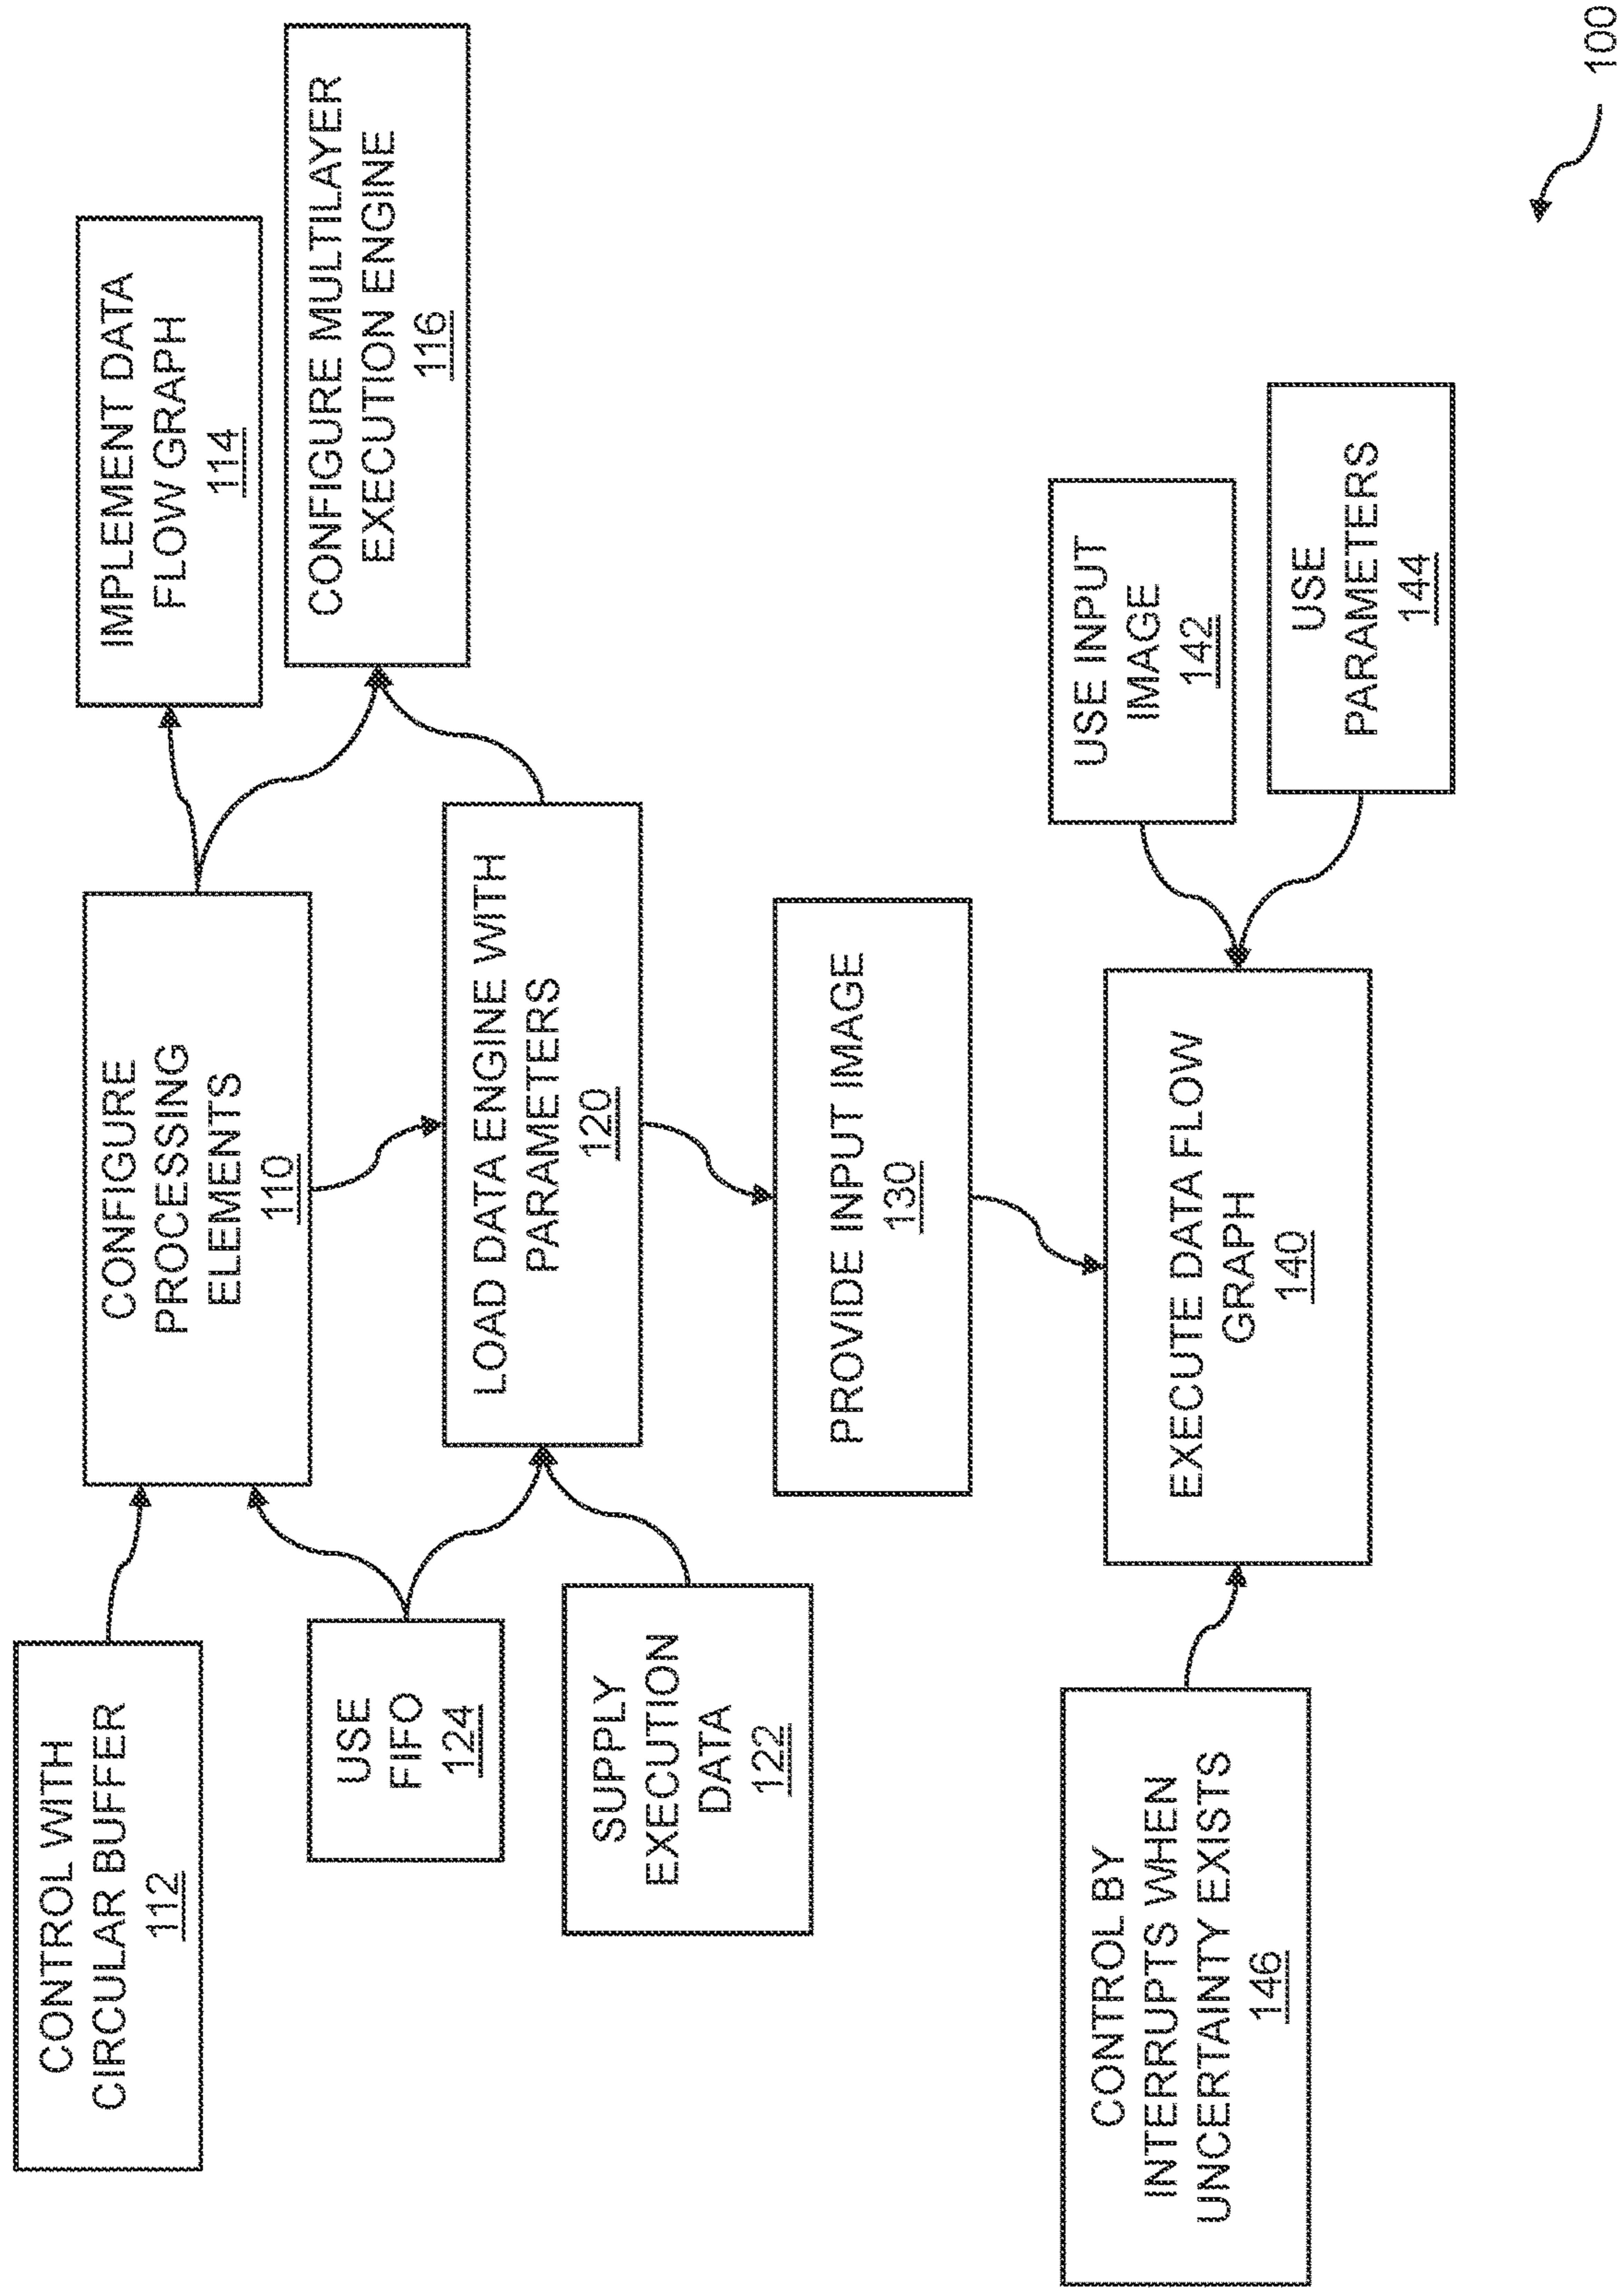 CONTROL WITH
CIRCULAR BUFFER
112
CONFIGURE
PROCESSING
ELEMENTS
110
IMPLEMENT DATA
FLOW GRAPH
114
CONFIGURE MULTILAYER
EXECUTION ENGINE
116
USE
FIFO
124
LOAD DATA ENGINE WITH
PARAMETERS
120
SUPPLY
EXECUTION
DATA
122
PROVIDE INPUT IMAGE
130
USE INPUT
IMAGE
142
USE
PARAMETERS
144
EXECUTE DATA FLOW
GRAPH
140
CONTROL BY
INTERRUPTS WHEN
UNCERTAINTY EXISTS
146
100